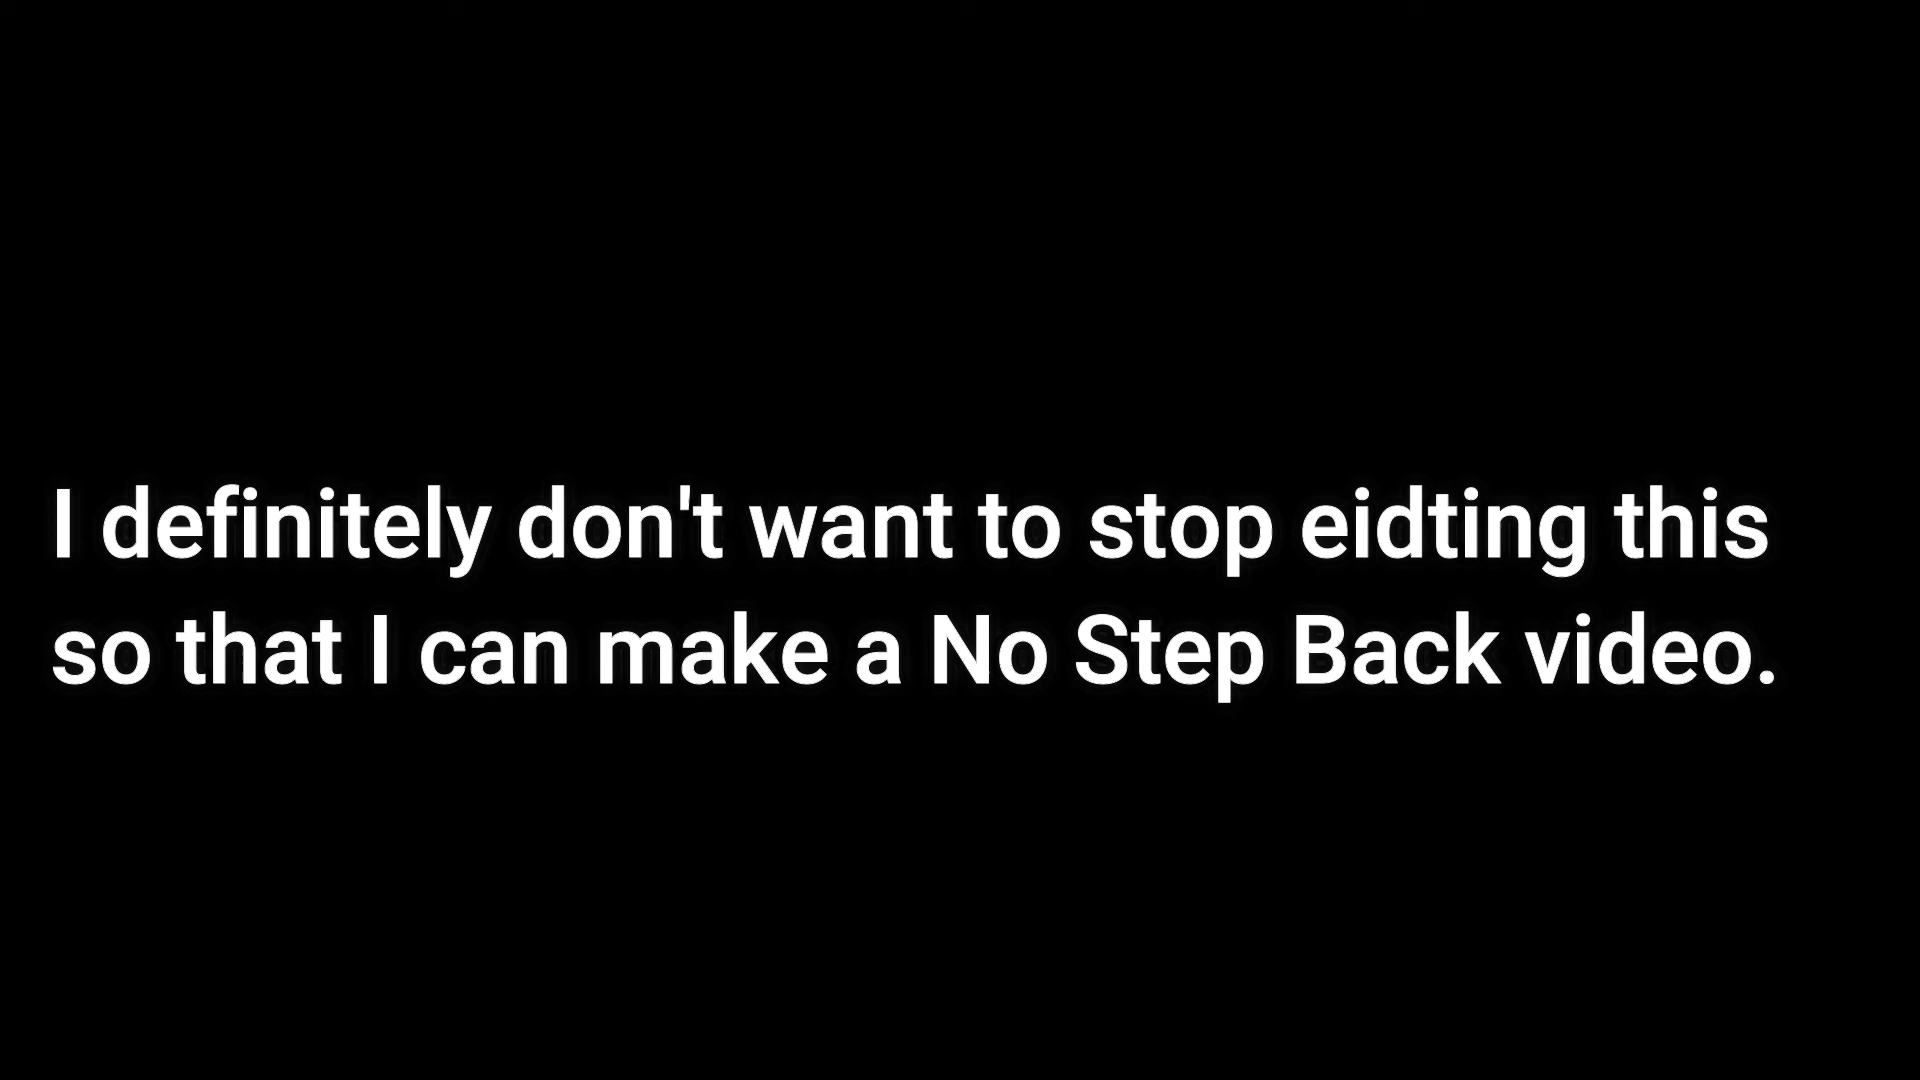 I definitely don't want to stop eidting this
so that I can make a No Step Back video.